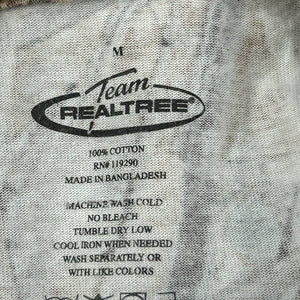 M
Team
REALTREE®
100% COTTON
RN# 119290
MADE IN BANGLADESH
MACHINE WASH COLD
NO BLEACH
TUMBLE DRY LOW
COOL IRON WHEN NEEDED
WASH SEPARATELY OR
WITH LIKE COLORS